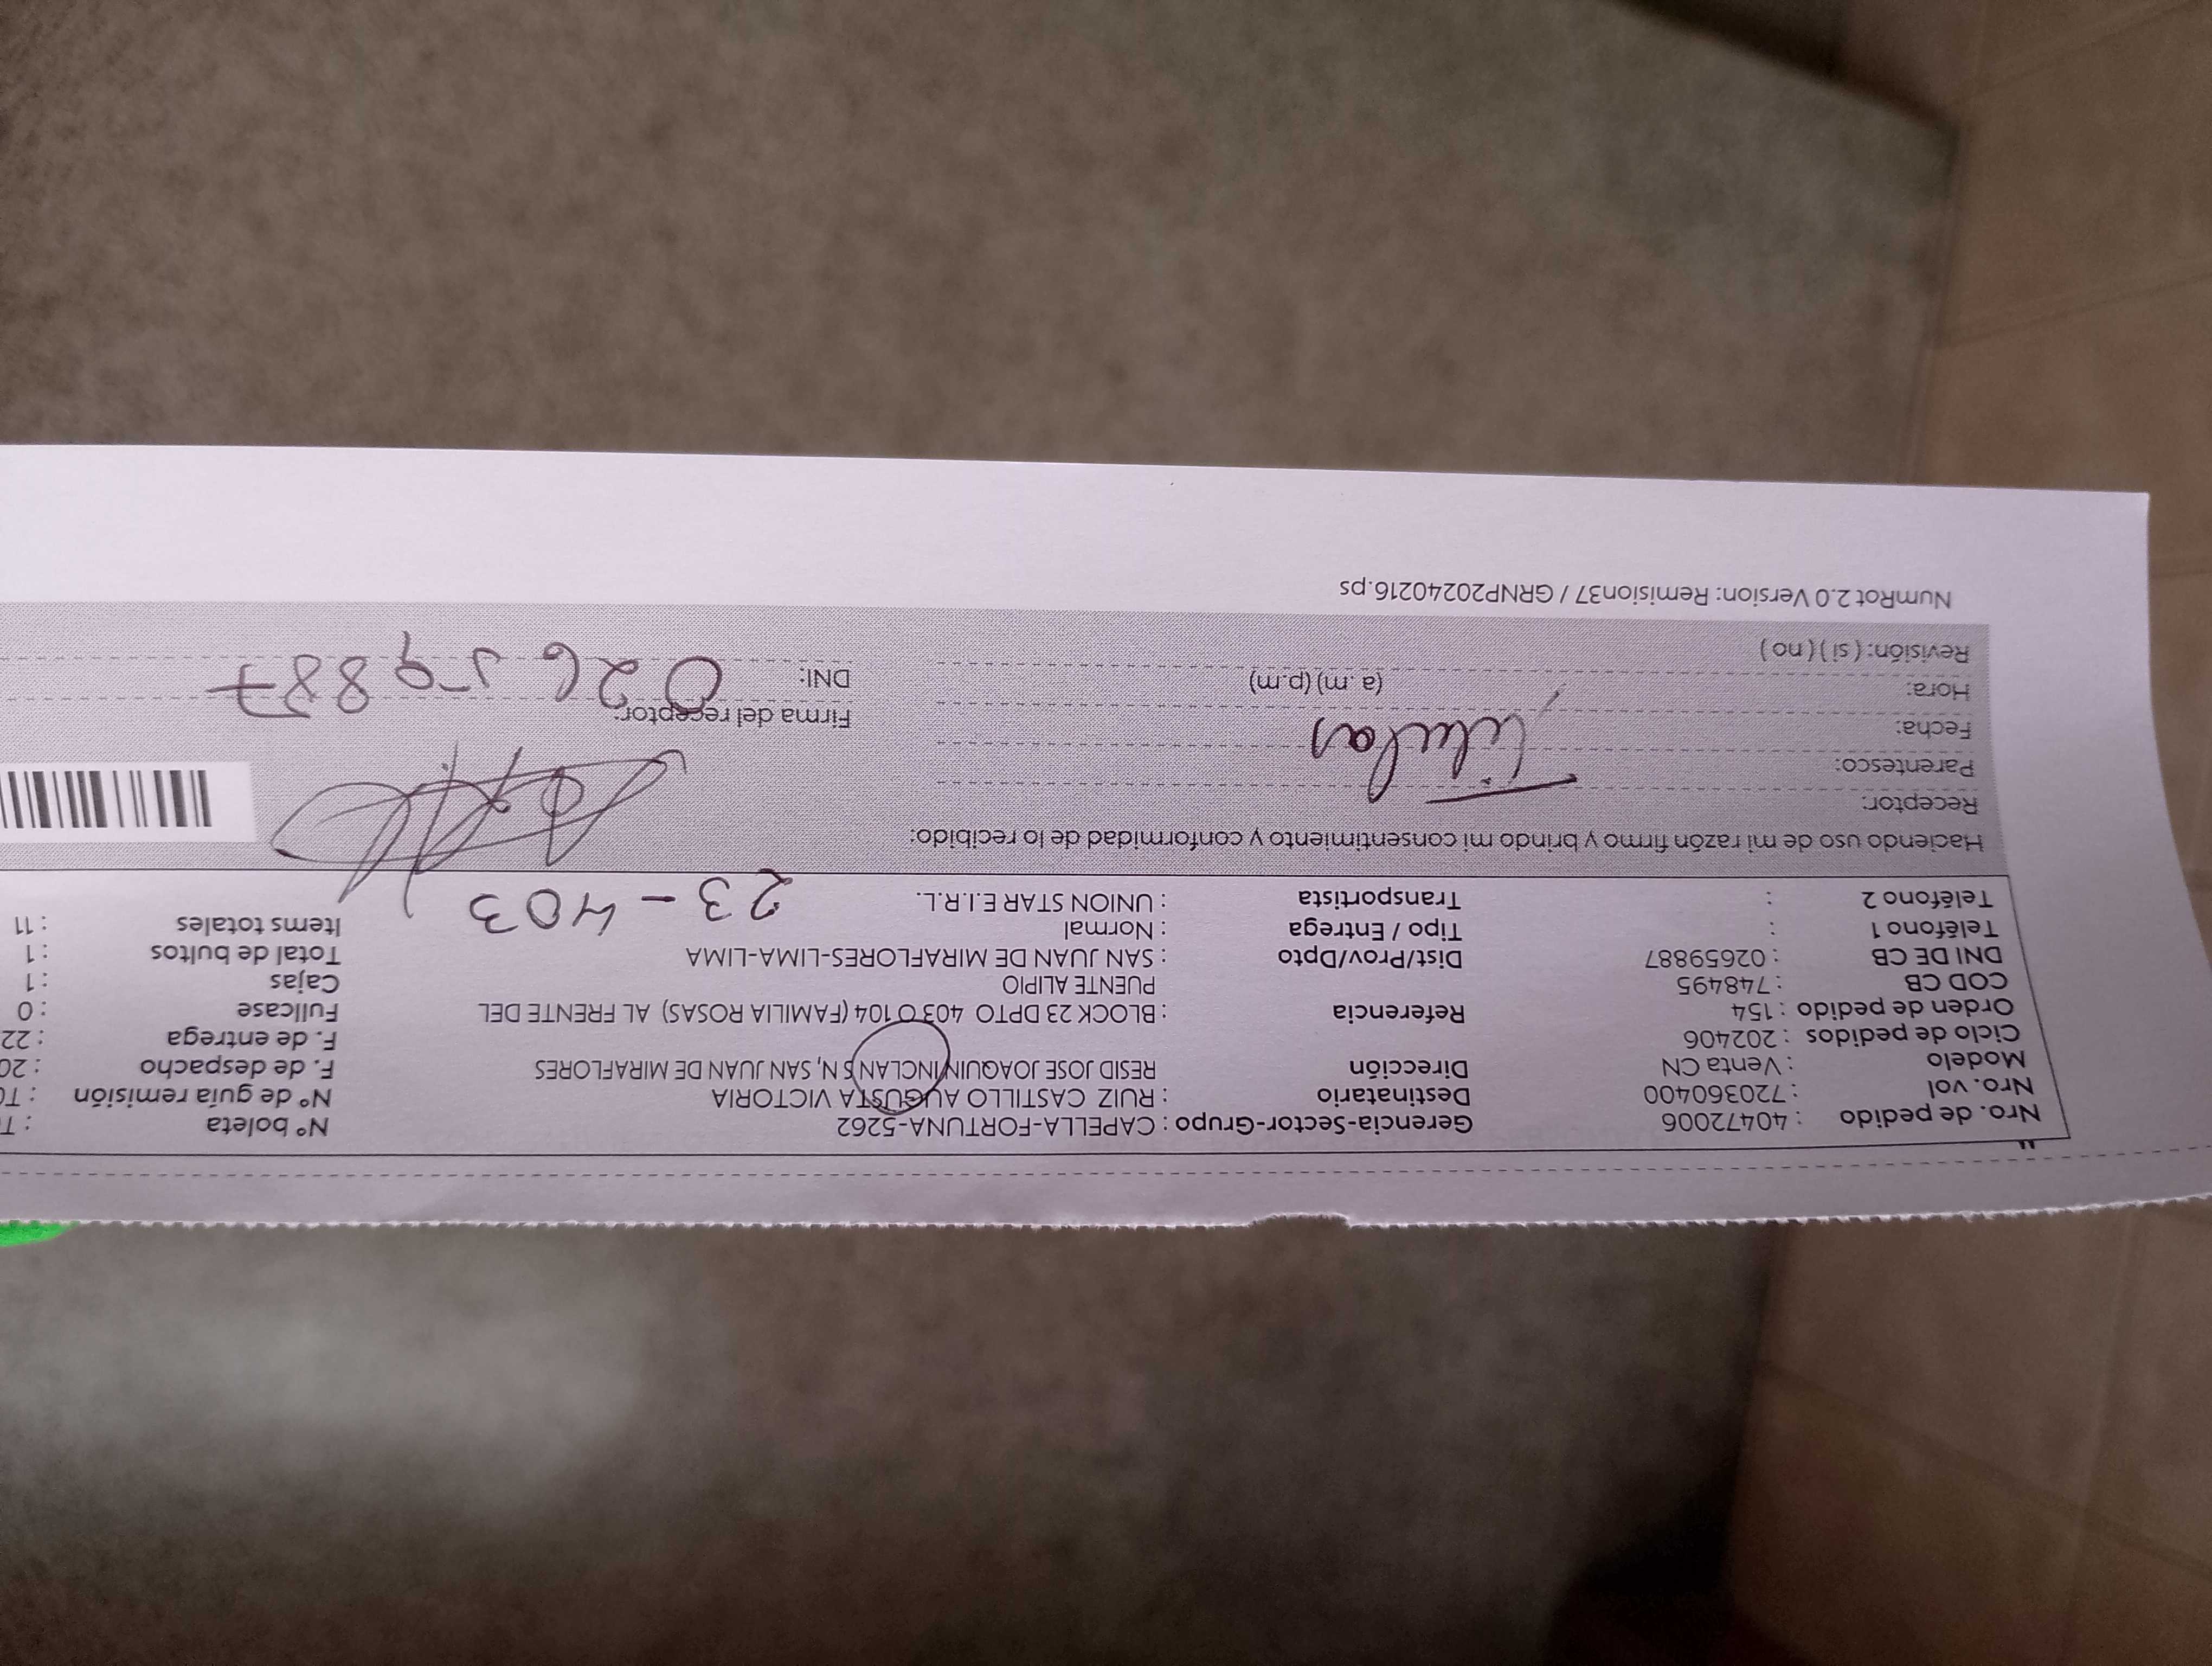 Nro. de pedido : 40472006 Gerencia-Sector-Grupo : CAPELLA-FORTUNA-5262 N° boleta : T
Nro. vol : 720360400 Destinatario : RUIZ CASTILLO AUGUSTA VICTORIA N° de guía remisión : T
Modelo : Venta CN Dirección RESID JOSE JOAQUIN INCLAN S N, SAN JUAN DE MIRAFLORES F. de despacho : 20
Ciclo de pedidos : 202406 F. de entrega : 22
Orden de pedido : 154 Referencia : BLOCK 23 DPTO 403 O 104 (FAMILIA ROSAS) AL FRENTE DEL Fullcase : 0
COD CB : 748495 PUENTE ALIPIO Cajas : 1
DNI DE CB : 02659887 Dist/Prov/Dpto : SAN JUAN DE MIRAFLORES-LIMA-LIMA Total de bultos : 1
Teléfono 1 : Tipo / Entrega : Normal Items totales : 11
Teléfono 2 : Transportista : UNION STAR E.I.R.L. 23 - 403
Haciendo uso de mi razón firmo y brindo mi consentimiento y conformidad de lo recibido:
Receptor:
Parentesco: Titular
Fecha: Firma del receptor:
Hora: (a.m) (p.m) DNI: 02659887
Revisión: (si) (no)
NumRot 2.0 Version: Remision37 / GRNP20240216.ps